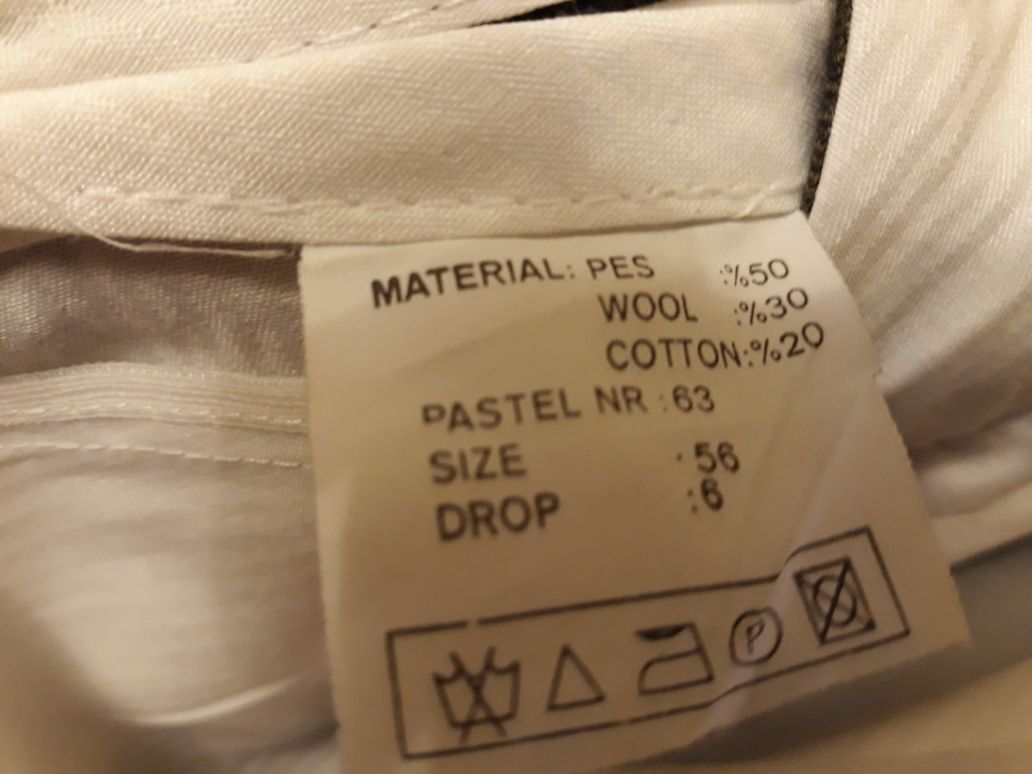 MATERIAL: PES :%50
WOOL :%30
COTTON:%20
PASTEL NR : 63
SIZE : 56
DROP : 6
P